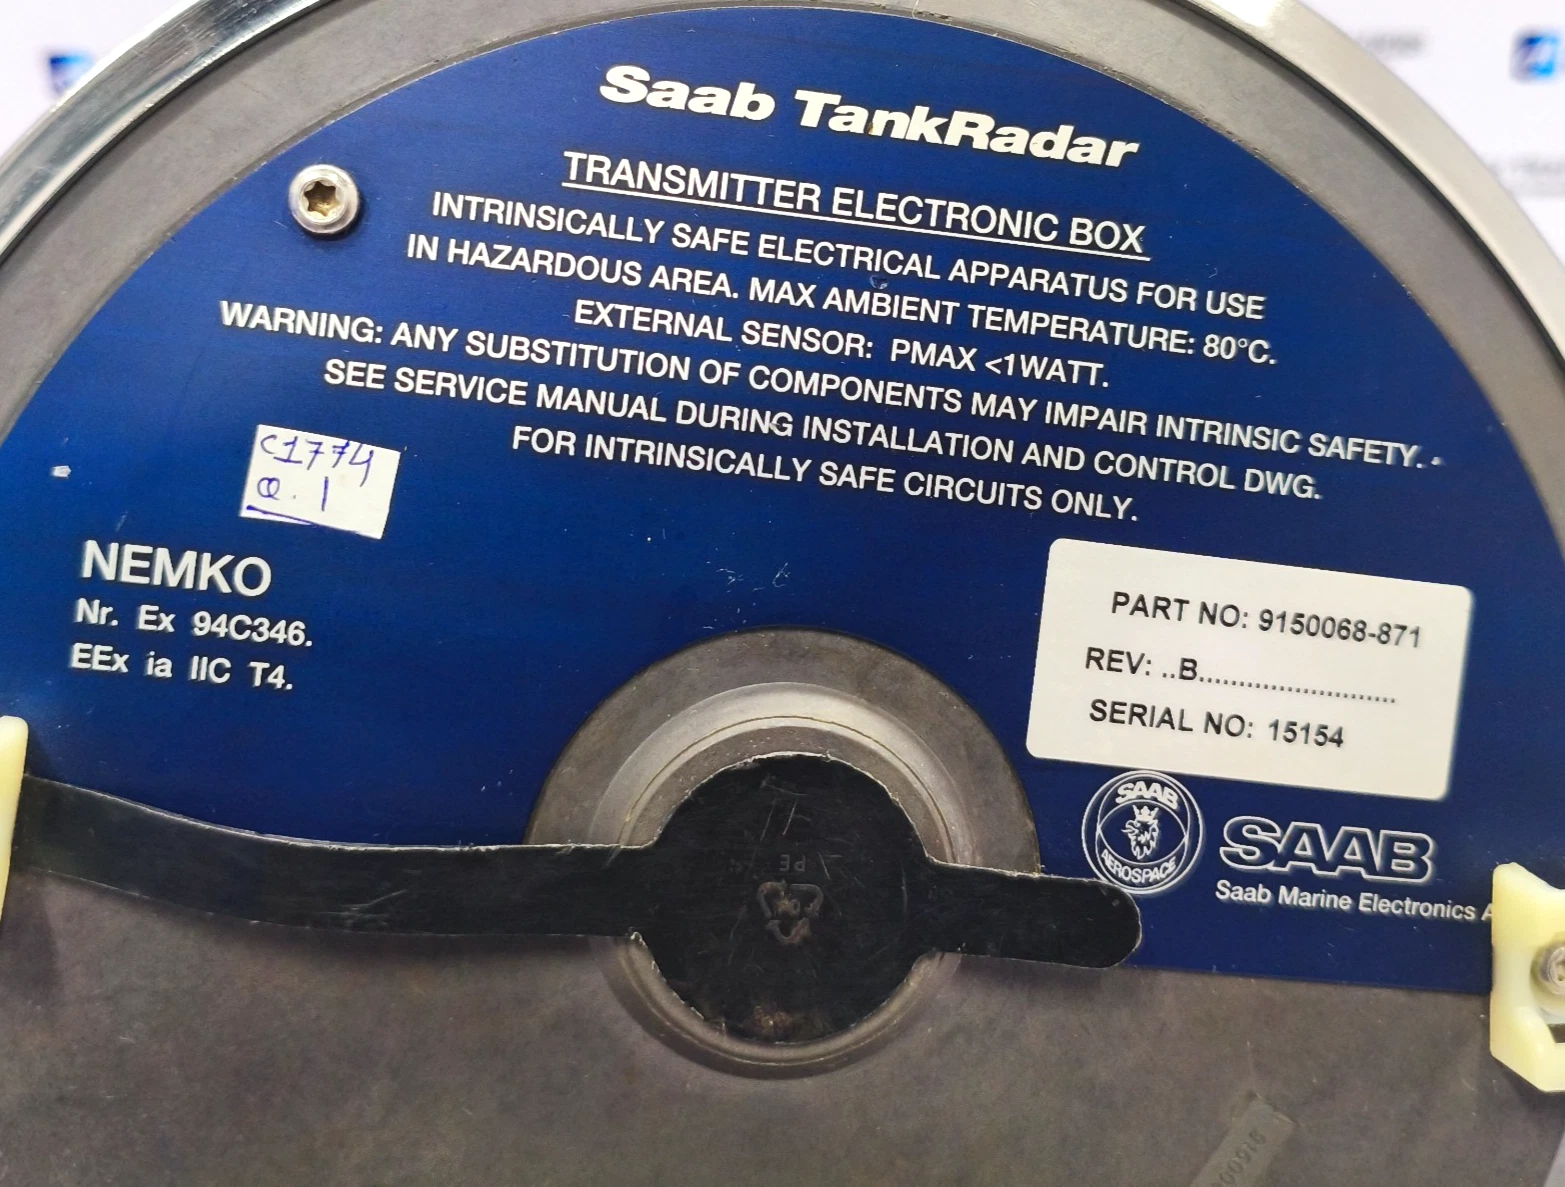 Saab TankRadar
TRANSMITTER ELECTRONIC BOX
INTRINSICALLY SAFE ELECTRICAL APPARATUS FOR USE
IN HAZARDOUS AREA. MAX AMBIENT TEMPERATURE: 80°C.
EXTERNAL SENSOR: PMAX <1WATT.
WARNING: ANY SUBSTITUTION OF COMPONENTS MAY IMPAIR INTRINSIC SAFETY.
SEE SERVICE MANUAL DURING INSTALLATION AND CONTROL DWG.
FOR INTRINSICALLY SAFE CIRCUITS ONLY.
C1774
Q. 1
NEMKO
Nr. Ex 94C346.
EEx ia IIC T4.
PART NO: 9150068-871
REV: ..B........................
SERIAL NO: 15154
SAAB
AEROSPACE
SAAB
Saab Marine Electronics
PE